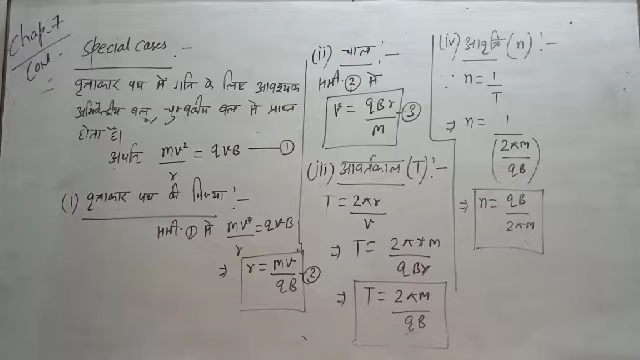 Chap. 7
Cont.
Special Cases :-
वृत्ताकार पथ में गति के लिए आवश्यक
अभिकेन्द्रीय बल, चुम्बकीय बल से प्राप्त
होता है।
अर्थात् mv²/r = qvB —— ①
(i) वृत्ताकार पथ की त्रिज्या :-
समी. ① से mv²/r = qvB
⇒ r = mv/qB ②
(ii) चाल :-
समी. ② से
v = qBr/m ③
(iii) आवर्तकाल (T) :-
T = 2πr/v
⇒ T = 2πrm/qBr
⇒ T = 2πm/qB
(iv) आवृत्ति (n) :-
∵ n = 1/T
⇒ n = 1/(2πm/qB)
⇒ n = qB/2πm